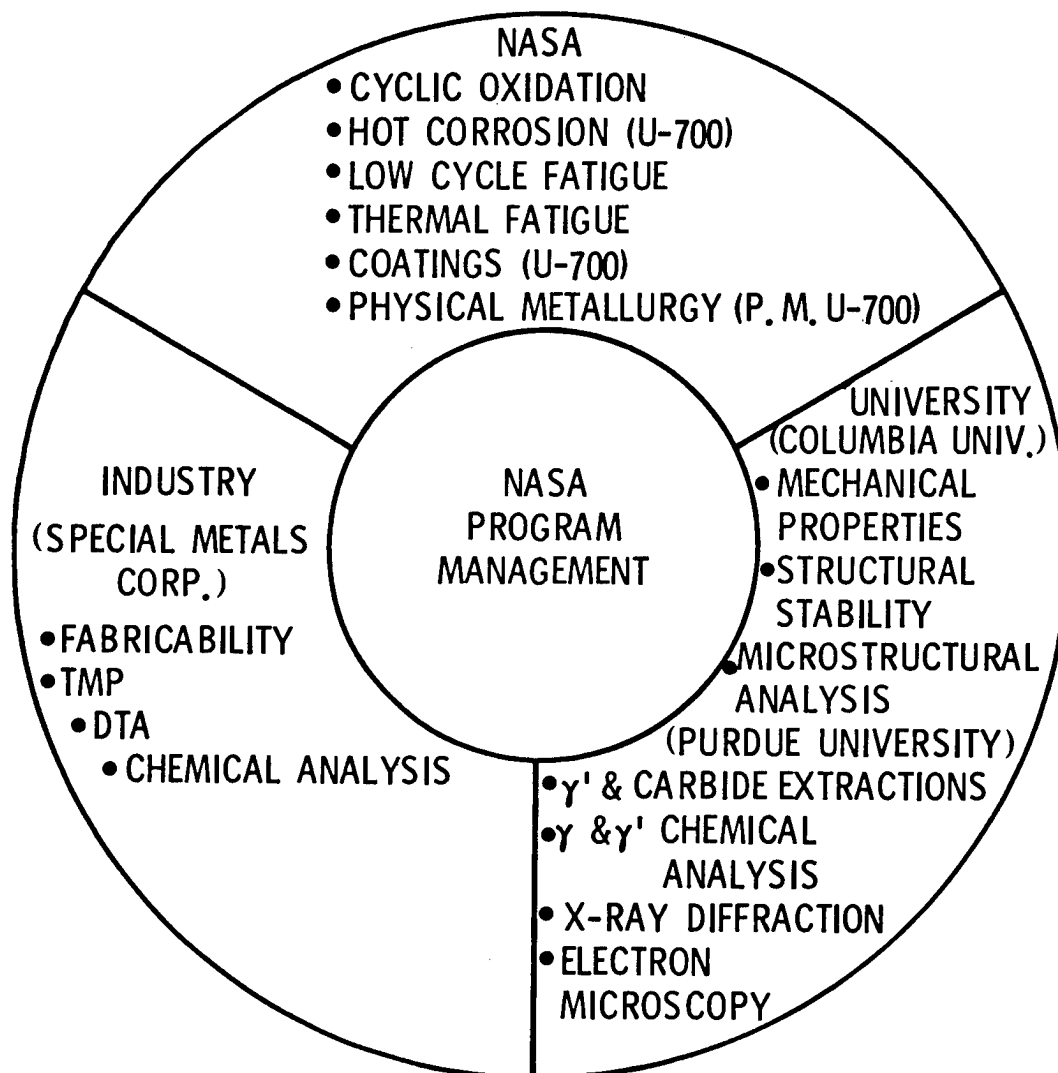 NASA
• CYCLIC OXIDATION
• HOT CORROSION (U-700)
• LOW CYCLE FATIGUE
• THERMAL FATIGUE
• COATINGS (U-700)
• PHYSICAL METALLURGY (P.M. U-700)
INDUSTRY
(SPECIAL METALS
CORP.)
• FABRICABILITY
• TMP
• DTA
• CHEMICAL ANALYSIS
NASA
PROGRAM
MANAGEMENT
UNIVERSITY
(COLUMBIA UNIV.)
• MECHANICAL
PROPERTIES
• STRUCTURAL
STABILITY
• MICROSTRUCTURAL
ANALYSIS
(PURDUE UNIVERSITY)
• γ' & CARBIDE EXTRACTIONS
• γ & γ' CHEMICAL
ANALYSIS
• X-RAY DIFFRACTION
• ELECTRON
MICROSCOPY